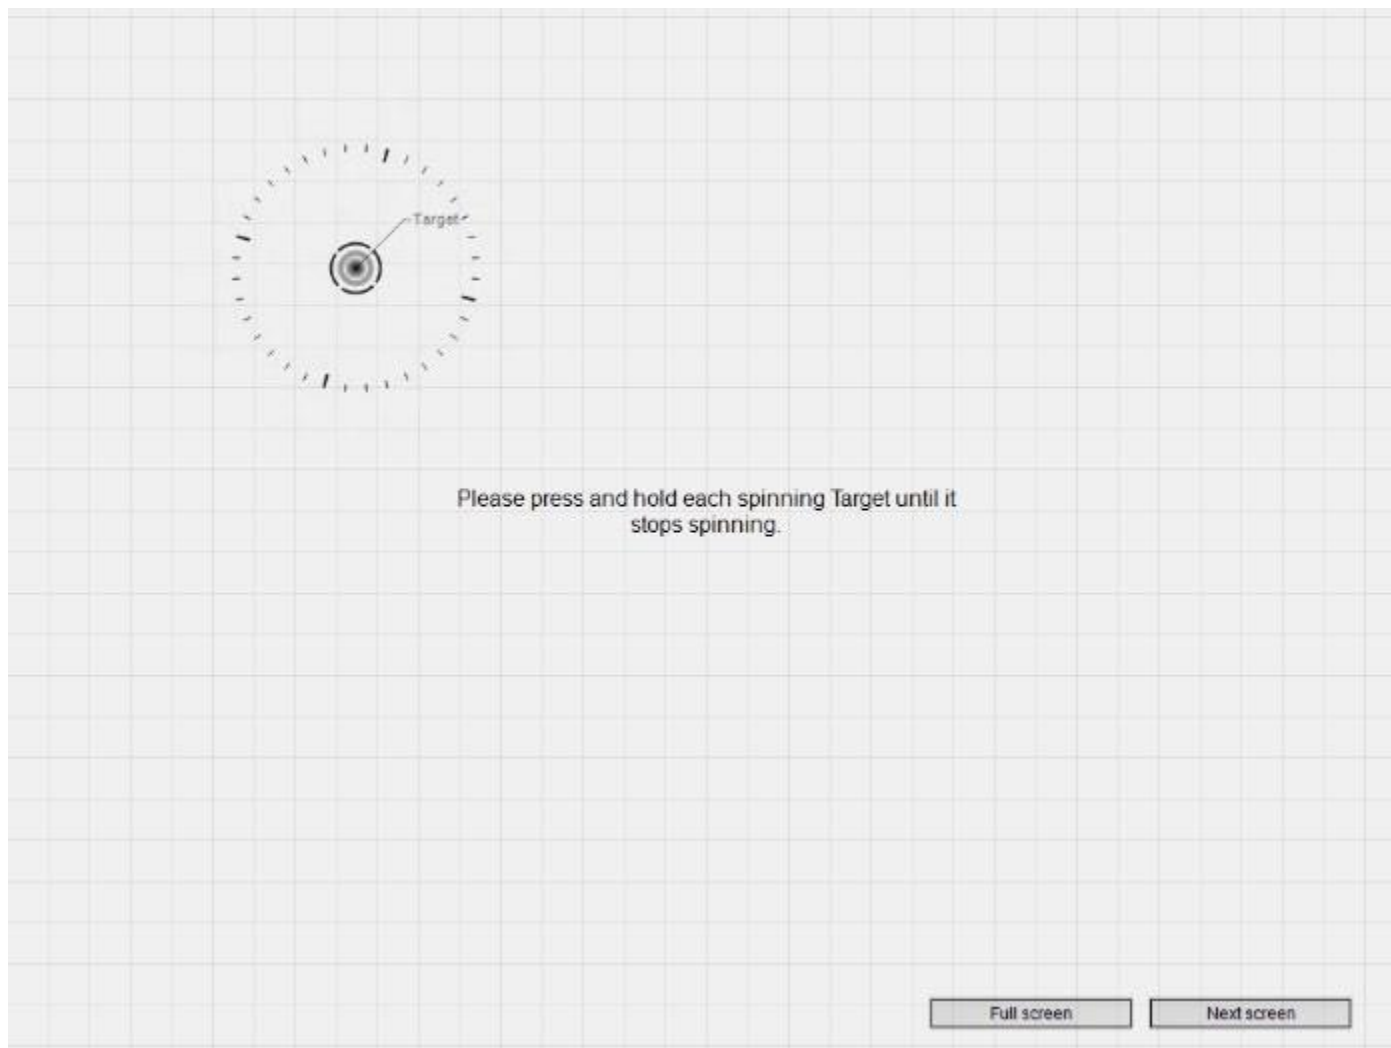 Target
Please press and hold each spinning Target until it
stops spinning.
Full screen
Next screen